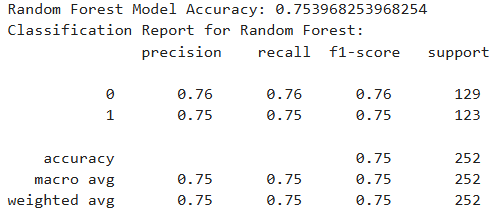 Random Forest Model Accuracy: 0.753968253968254
Classification Report for Random Forest:
precision recall f1-score support
0 0.76 0.76 0.76 129
1 0.75 0.75 0.75 123
accuracy 0.75 252
macro avg 0.75 0.75 0.75 252
weighted avg 0.75 0.75 0.75 252